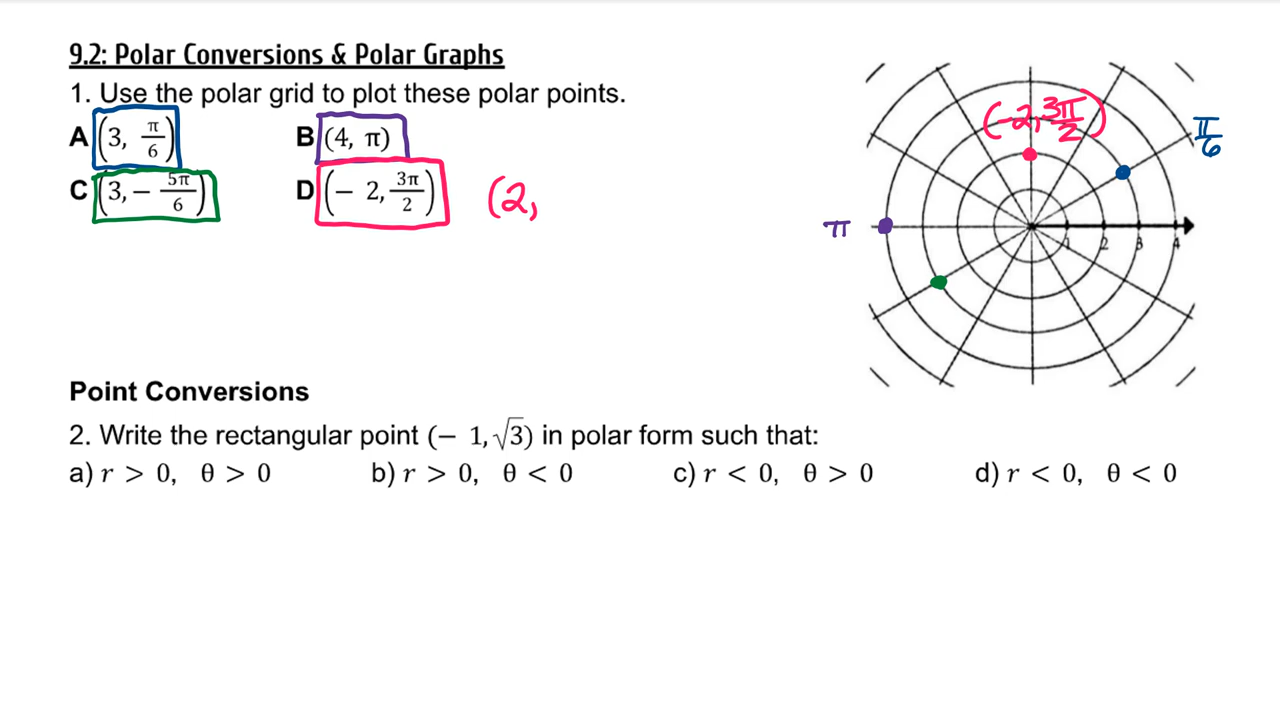 9.2: Polar Conversions & Polar Graphs
1. Use the polar grid to plot these polar points.
A (3, π/6) B (4, π)
C (3, − 5π/6) D (− 2, 3π/2) (2,
(-2, 3π/2)
π/6
π
1 2 3 4
Point Conversions
2. Write the rectangular point (− 1, √3) in polar form such that:
a) r > 0, θ > 0 b) r > 0, θ < 0 c) r < 0, θ > 0 d) r < 0, θ < 0